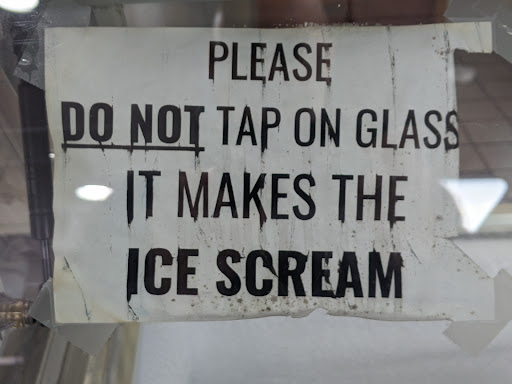 PLEASE
DO NOT TAP ON GLASS
IT MAKES THE
ICE SCREAM